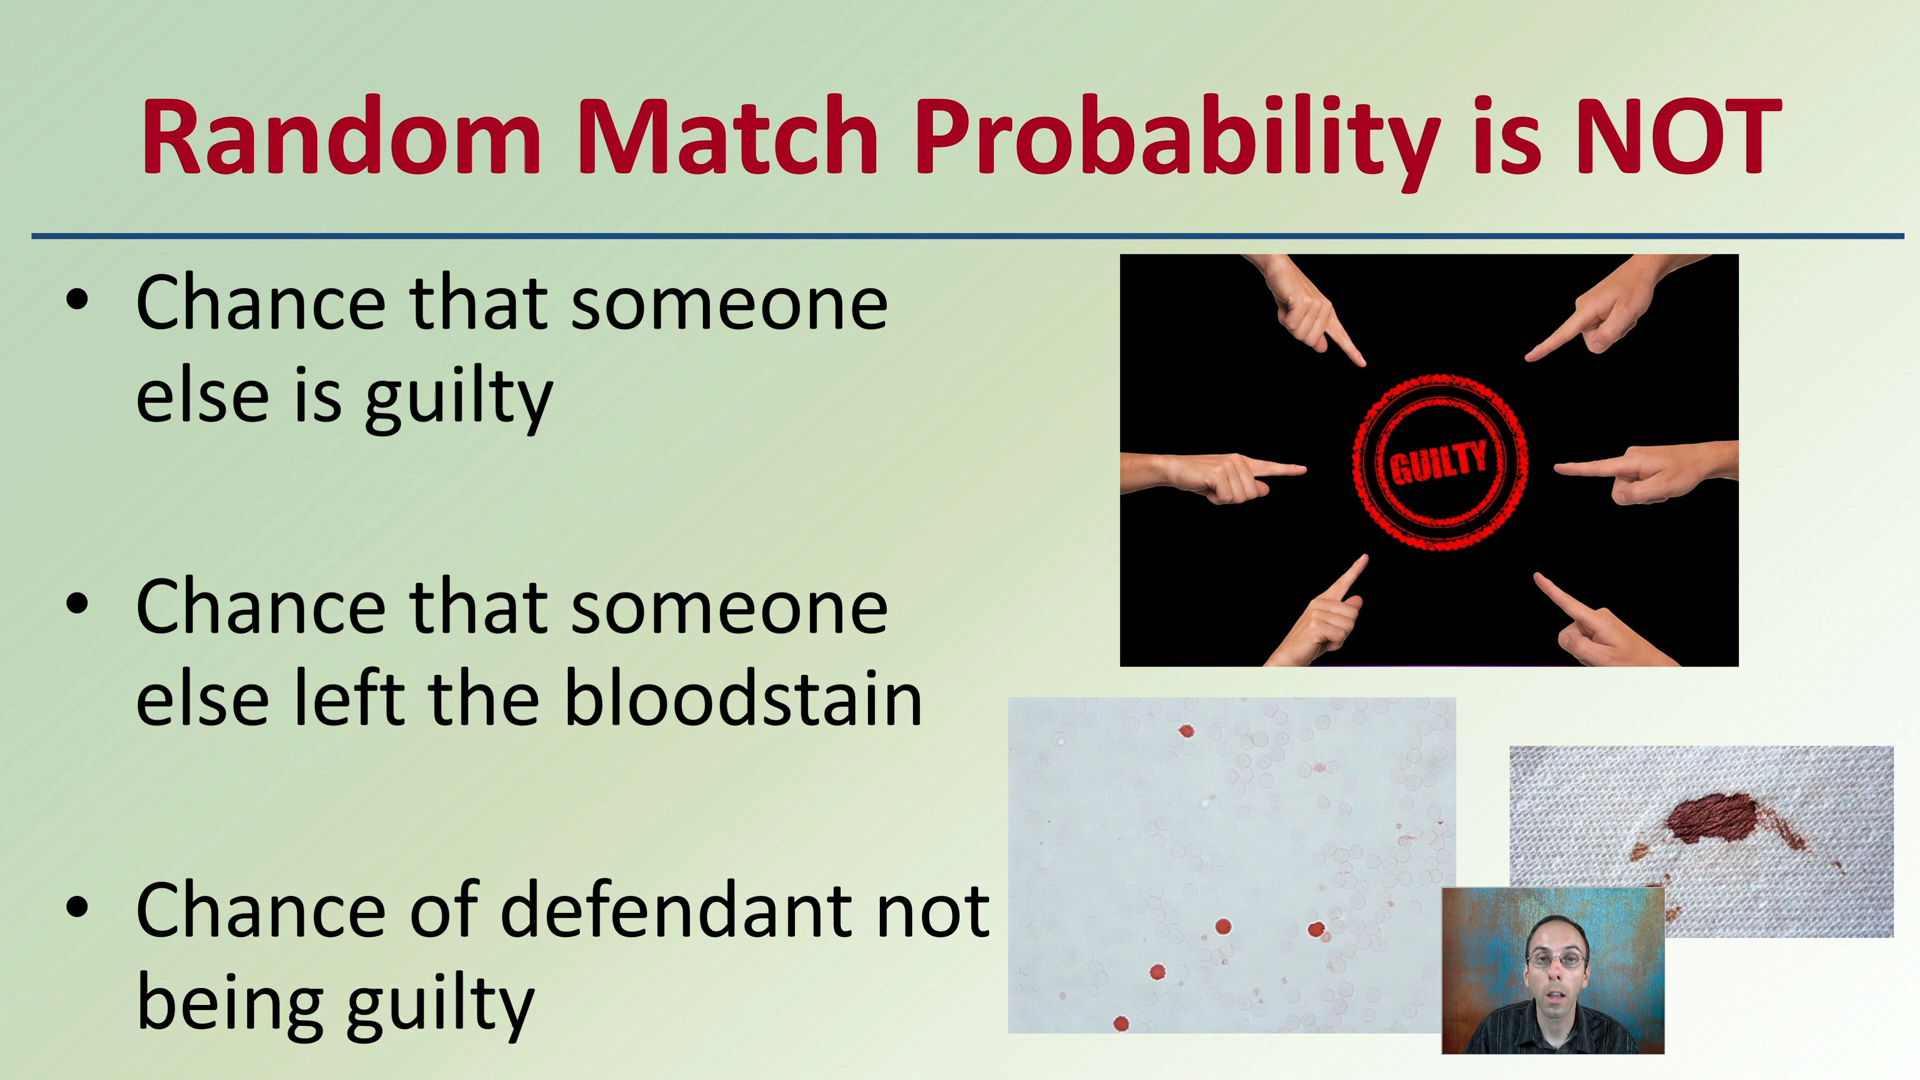 Random Match Probability is NOT
• Chance that someone
else is guilty
• Chance that someone
else left the bloodstain
• Chance of defendant not
being guilty
GUILTY